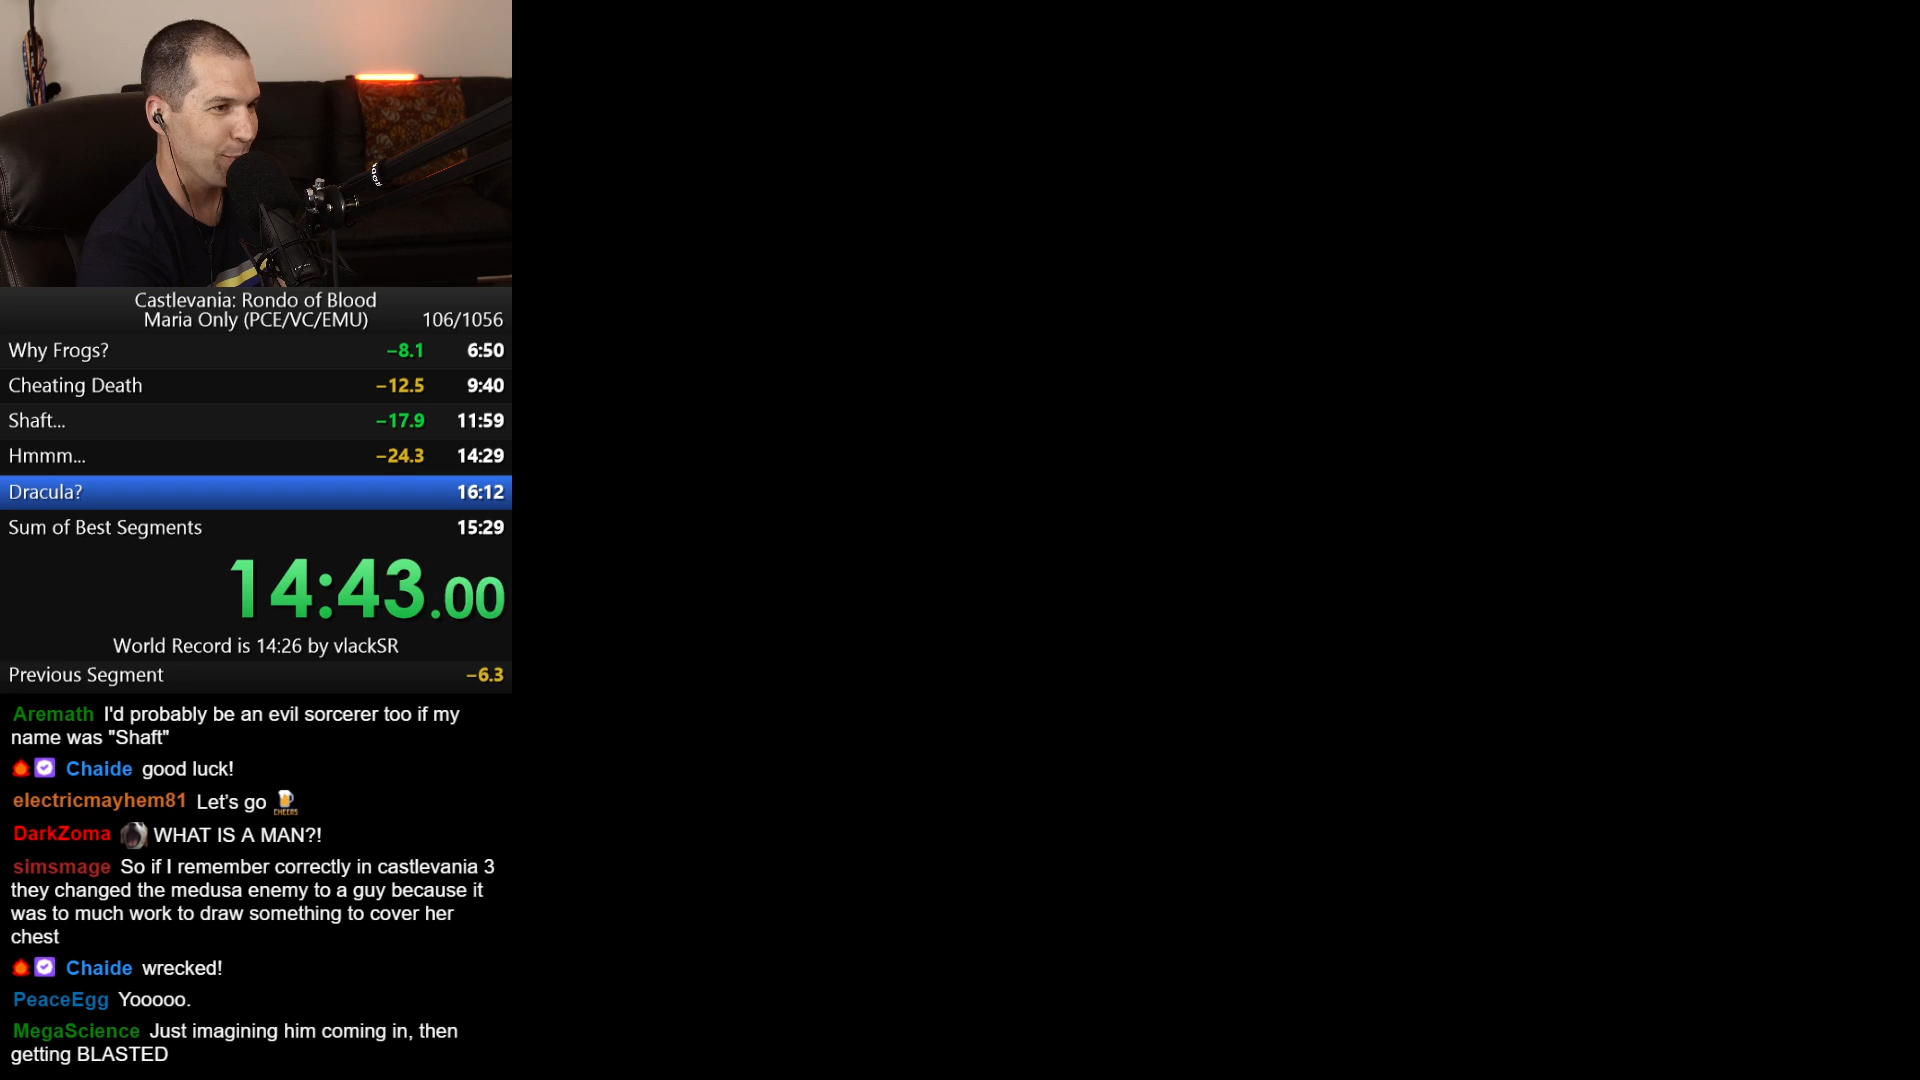 Castlevania: Rondo of Blood
Maria Only (PCE/VC/EMU) 106/1056
Why Frogs? −8.1 6:50
Cheating Death −12.5 9:40
Shaft... −17.9 11:59
Hmmm... −24.3 14:29
Dracula? 16:12
Sum of Best Segments 15:29
14:43.00
World Record is 14:26 by vlackSR
Previous Segment −6.3
Aremath I'd probably be an evil sorcerer too if my
name was "Shaft"
Chaide good luck!
electricmayhem81 Let's go CHEERS
DarkZoma WHAT IS A MAN?!
simsmage So if I remember correctly in castlevania 3
they changed the medusa enemy to a guy because it
was to much work to draw something to cover her
chest
Chaide wrecked!
PeaceEgg Yooooo.
MegaScience Just imagining him coming in, then
getting BLASTED